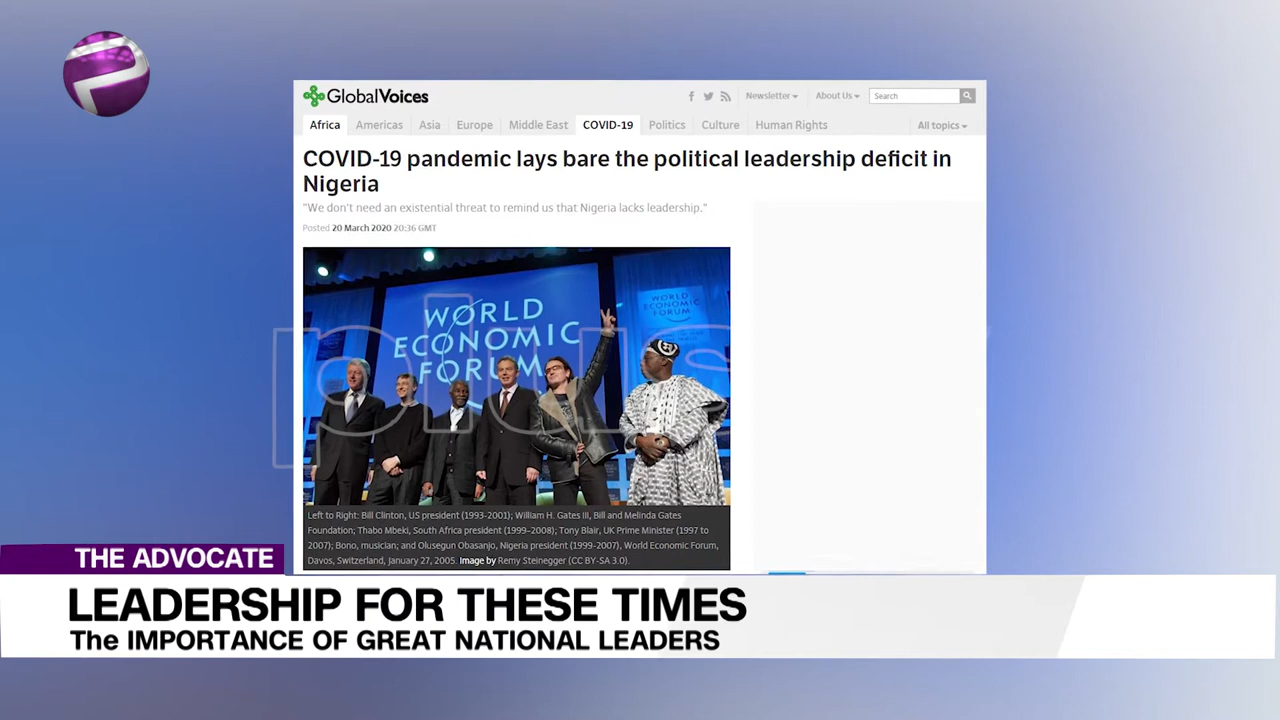 GlobalVoices
Newsletter
About Us
Search
Africa
Americas
Asia
Europe
Middle East
COVID-19
Politics
Culture
Human Rights
All topics
COVID-19 pandemic lays bare the political leadership deficit in
Nigeria
"We don't need an existential threat to remind us that Nigeria lacks leadership."
Posted 20 March 2020 20:36 GMT
WORLD
ECONOMIC
FORUM
WORLD
ECONOMIC
FORUM
plus
Left to Right: Bill Clinton, US president (1993-2001); William H. Gates III, Bill and Melinda Gates
Foundation; Thabo Mbeki, South Africa president (1999–2008); Tony Blair, UK Prime Minister (1997 to
2007); Bono, musician; and Olusegun Obasanjo, Nigeria president (1999-2007), World Economic Forum,
Davos, Switzerland, January 27, 2005. Image by Remy Steinegger (CC BY-SA 3.0).
THE ADVOCATE
LEADERSHIP FOR THESE TIMES
The IMPORTANCE OF GREAT NATIONAL LEADERS